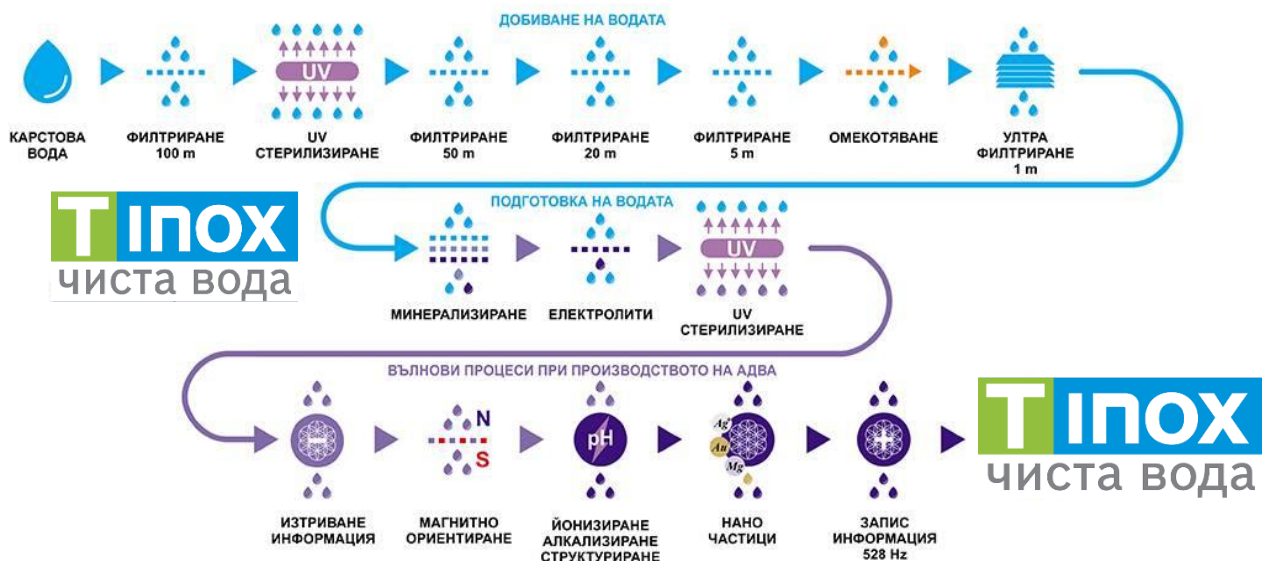 ДОБИВАНЕ НА ВОДАТА
UV
КАРСТОВА
ВОДА
ФИЛТРИРАНЕ
100 m
UV
СТЕРИЛИЗИРАНЕ
ФИЛТРИРАНЕ
50 m
ФИЛТРИРАНЕ
20 m
ФИЛТРИРАНЕ
5 m
ОМЕКОТЯВАНЕ
УЛТРА
ФИЛТРИРАНЕ
1 m
TINOX
чиста вода
ПОДГОТОВКА НА ВОДАТА
UV
МИНЕРАЛИЗИРАНЕ
ЕЛЕКТРОЛИТИ
UV
СТЕРИЛИЗИРАНЕ
ВЪЛНОВИ ПРОЦЕСИ ПРИ ПРОИЗВОДСТВОТО НА АДВА
N
S
pH
Ag
Au
Mg
ИЗТРИВАНЕ
ИНФОРМАЦИЯ
МАГНИТНО
ОРИЕНТИРАНЕ
ЙОНИЗИРАНЕ
АЛКАЛИЗИРАНЕ
СТРУКТУРИРАНЕ
НАНО
ЧАСТИЦИ
ЗАПИС
ИНФОРМАЦИЯ
528 Hz
TINOX
чиста вода